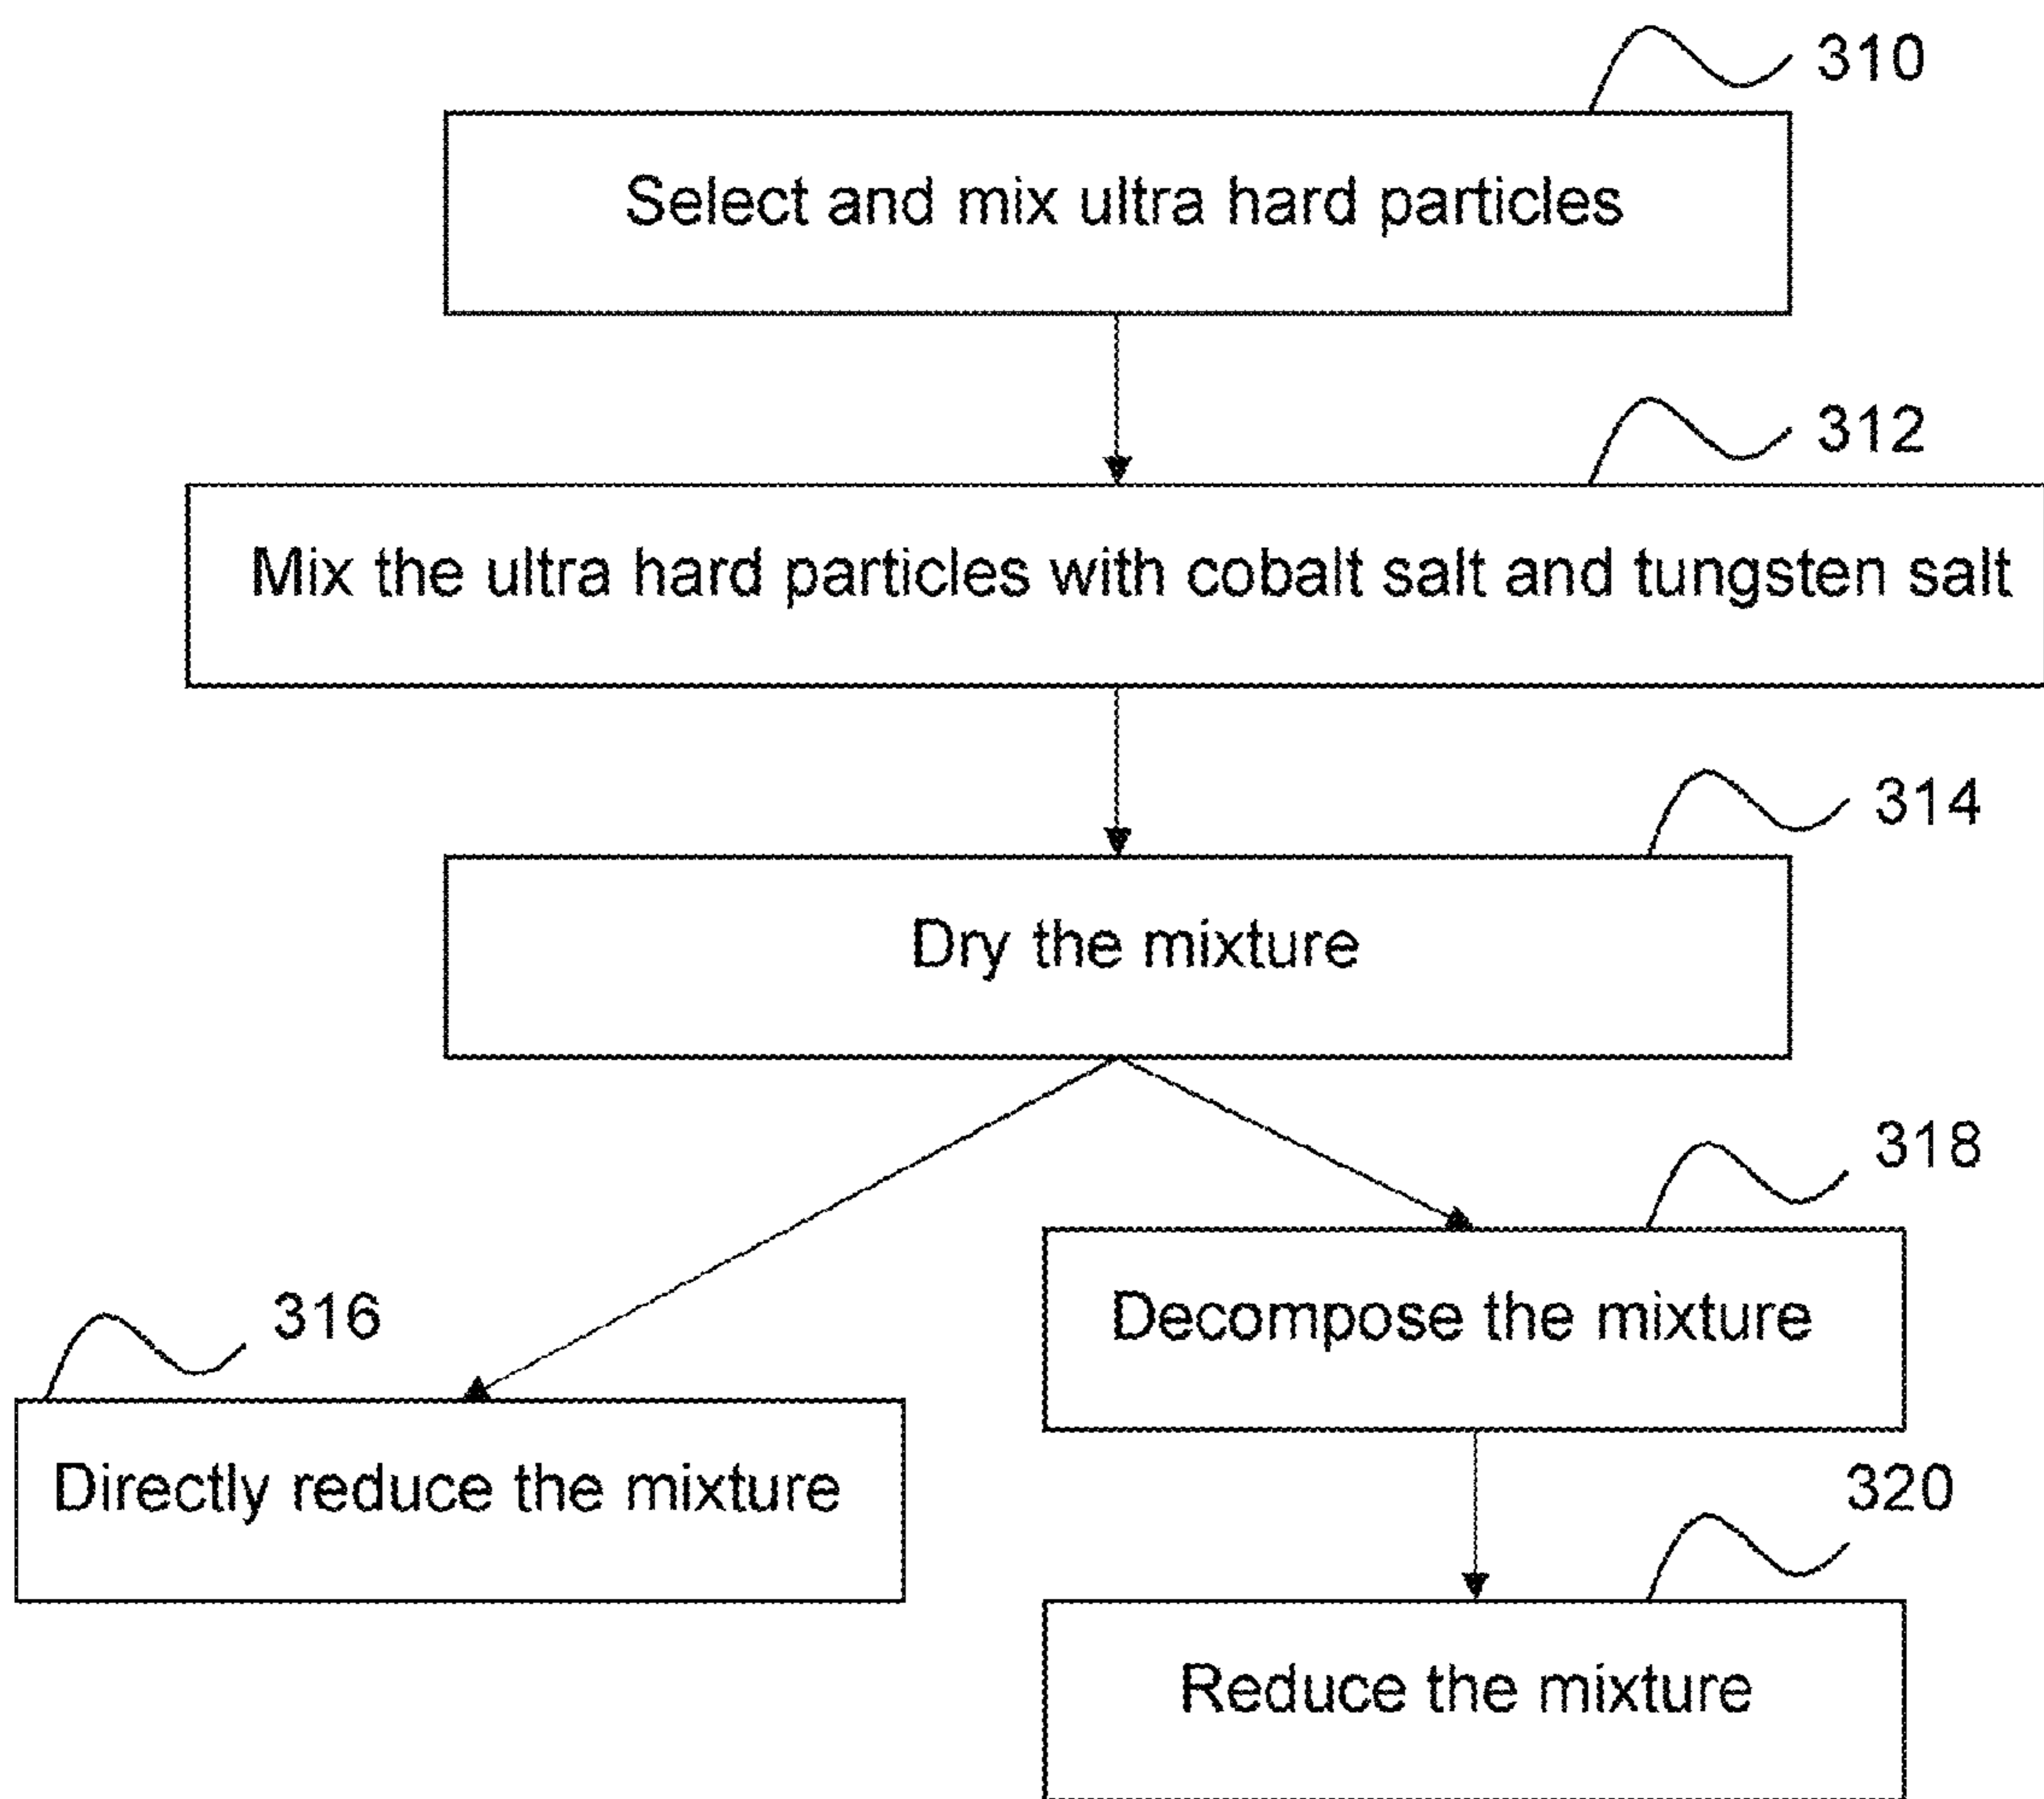 310
Select and mix ultra hard particles
312
Mix the ultra hard particles with cobalt salt and tungsten salt
314
Dry the mixture
318
Decompose the mixture
316
Directly reduce the mixture
320
Reduce the mixture